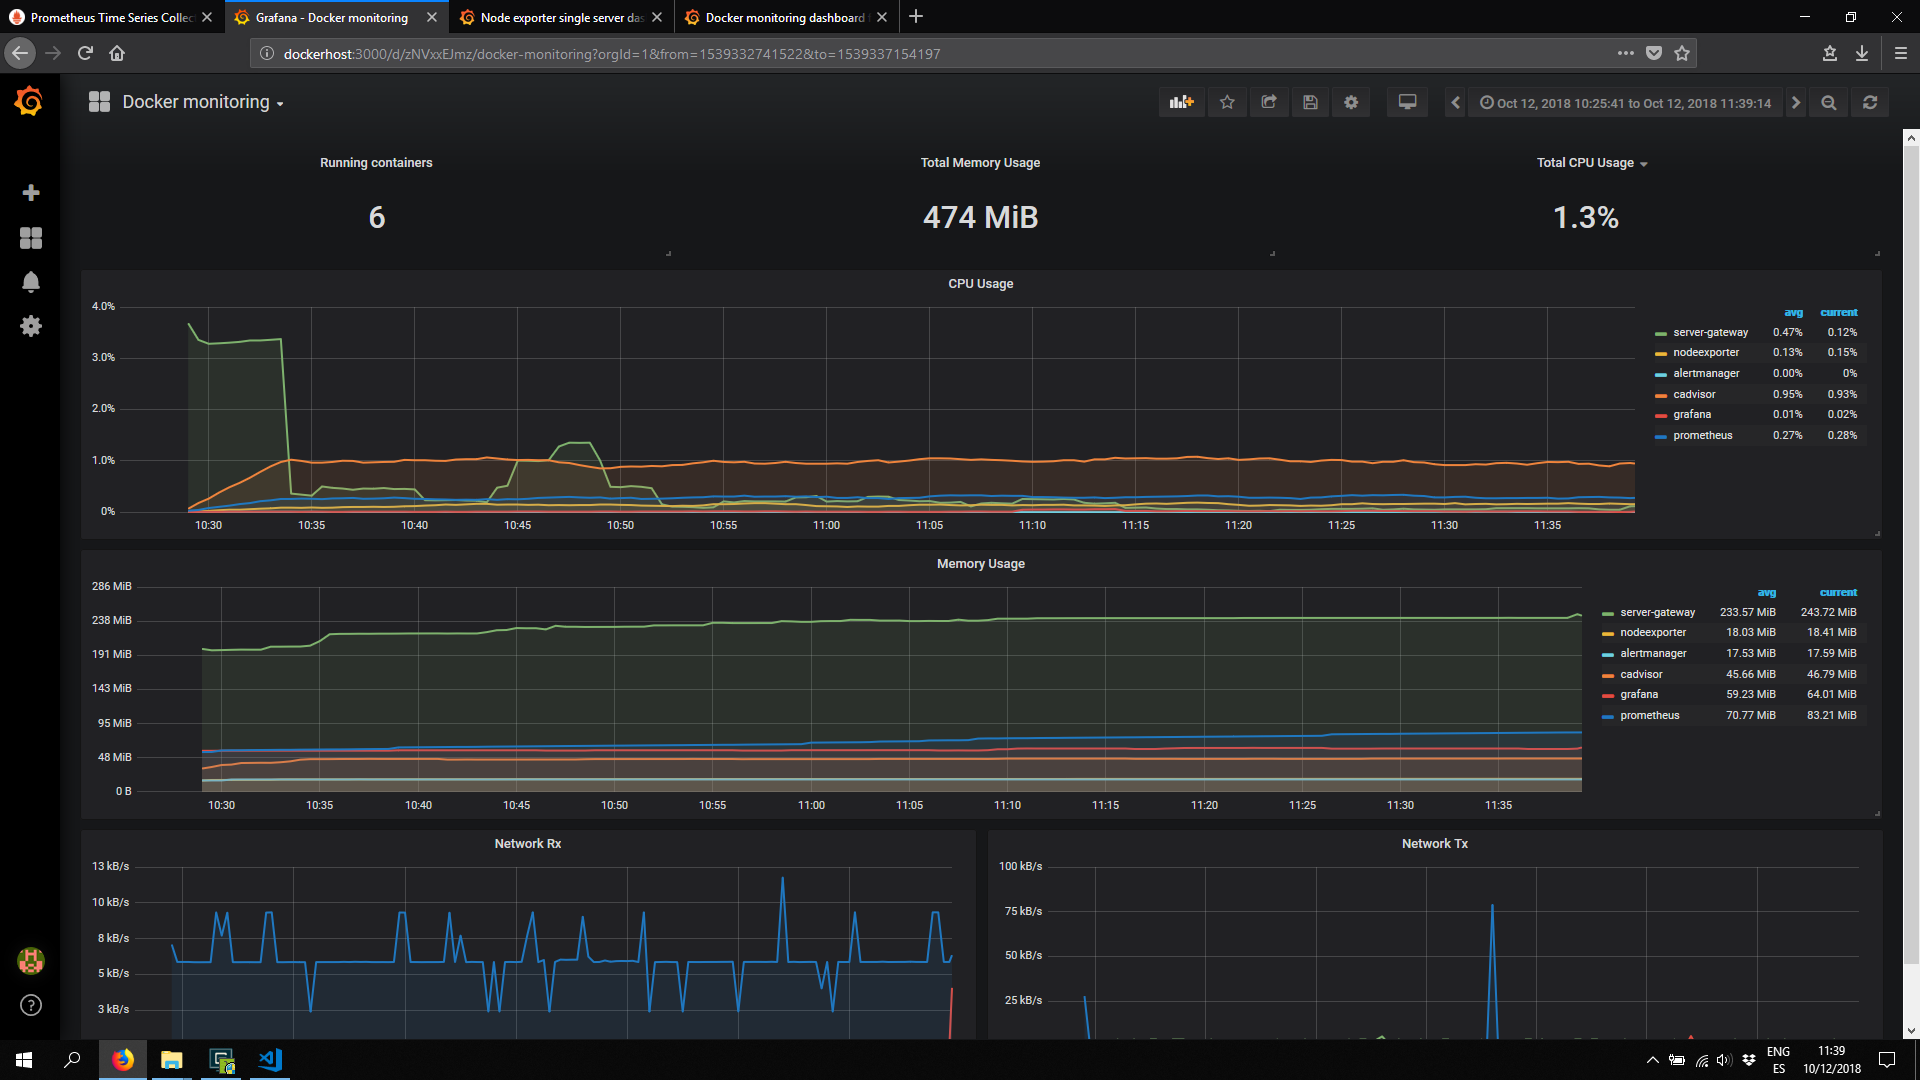 Prometheus Time Series Collec
Grafana - Docker monitoring
Node exporter single server das
Docker monitoring dashboard f
dockerhost:3000/d/zNVxxEJmz/docker-monitoring?orgId=1&from=1539332741522&to=1539337154197
Docker monitoring
Oct 12, 2018 10:25:41 to Oct 12, 2018 11:39:14
Running containers
6
Total Memory Usage
474 MiB
Total CPU Usage
1.3%
CPU Usage
4.0%
3.0%
2.0%
1.0%
0%
10:30 10:35 10:40 10:45 10:50 10:55 11:00 11:05 11:10 11:15 11:20 11:25 11:30 11:35
avg current
server-gateway 0.47% 0.12%
nodeexporter 0.13% 0.15%
alertmanager 0.00% 0%
cadvisor 0.95% 0.93%
grafana 0.01% 0.02%
prometheus 0.27% 0.28%
Memory Usage
286 MiB
238 MiB
191 MiB
143 MiB
95 MiB
48 MiB
0 B
10:30 10:35 10:40 10:45 10:50 10:55 11:00 11:05 11:10 11:15 11:20 11:25 11:30 11:35
avg current
server-gateway 233.57 MiB 243.72 MiB
nodeexporter 18.03 MiB 18.41 MiB
alertmanager 17.53 MiB 17.59 MiB
cadvisor 45.66 MiB 46.79 MiB
grafana 59.23 MiB 64.01 MiB
prometheus 70.77 MiB 83.21 MiB
Network Rx
13 kB/s
10 kB/s
8 kB/s
5 kB/s
3 kB/s
Network Tx
100 kB/s
75 kB/s
50 kB/s
25 kB/s
ENG
ES
11:39
10/12/2018